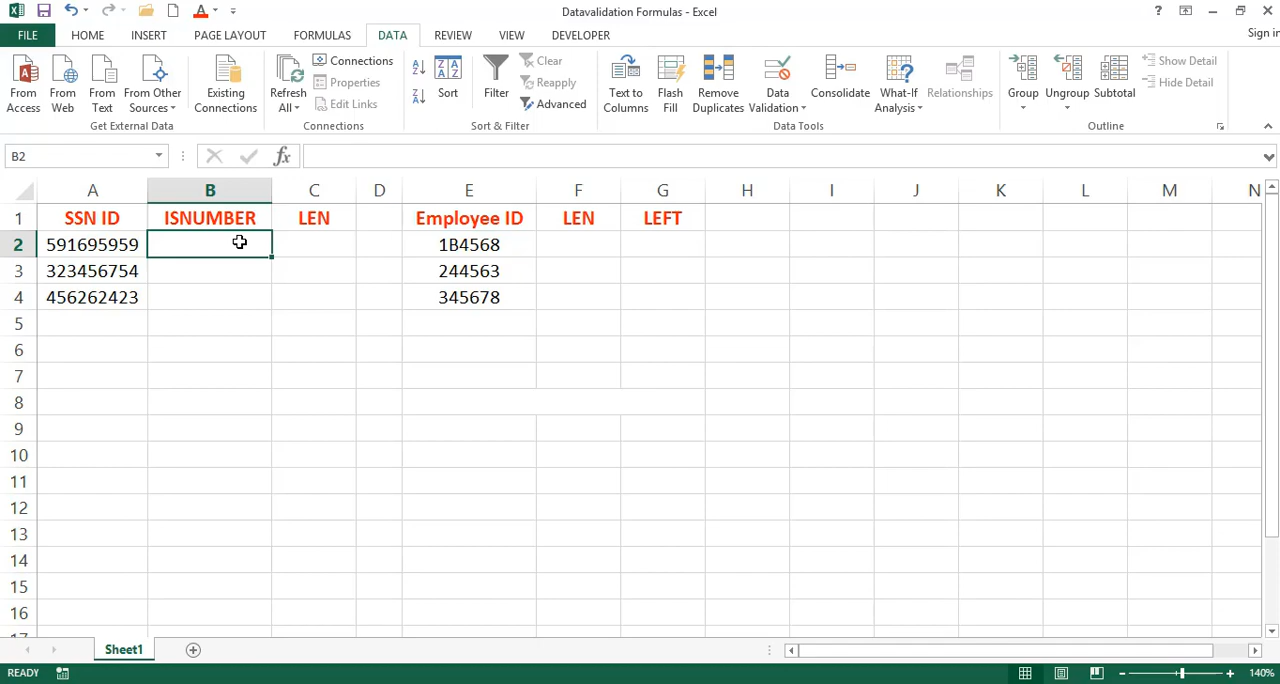 Datavalidation Formulas - Excel
?
Sign in
FILE HOME INSERT PAGE LAYOUT FORMULAS DATA REVIEW VIEW DEVELOPER
From Access
From Web
From Text
From Other Sources
Existing Connections
Get External Data
Refresh All
Connections
Properties
Edit Links
Connections
Sort
Filter
Clear
Reapply
Advanced
Sort & Filter
Text to Columns
Flash Fill
Remove Duplicates
Data Validation
Consolidate
What-If Analysis
Relationships
Data Tools
Group
Ungroup
Subtotal
Show Detail
Hide Detail
Outline
B2 fx
A B C D E F G H I J K L M N
1 SSN ID ISNUMBER LEN Employee ID LEN LEFT
2 591695959 1B4568
3 323456754 244563
4 456262423 345678
5
6
7
8
9
10
11
12
13
14
15
16
17
Sheet1
READY 140%